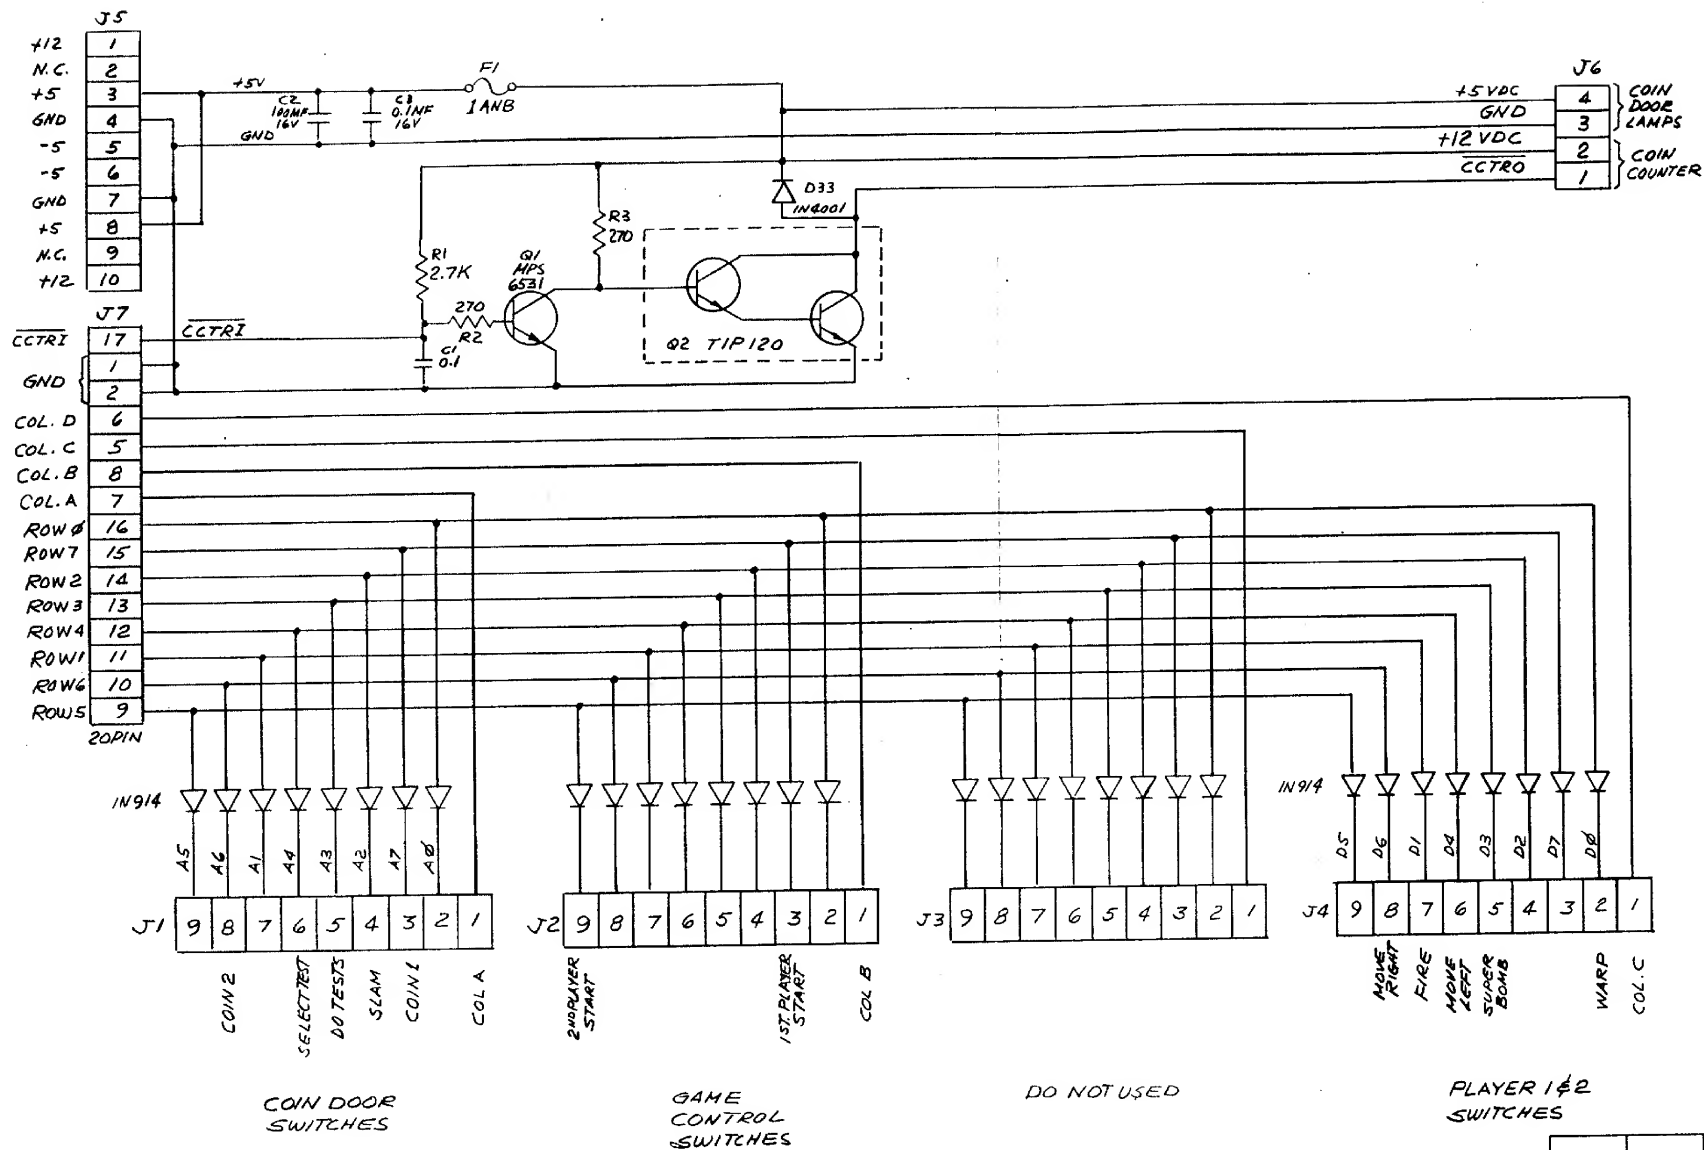 J5
+12 1
N.C. 2
+5 3
GND 4
-5 5
-5 6
GND 7
+5 8
N.C. 9
+12 10
+5V
C2
100MF
16V
C3
0.1MF
16V
F1
1ANB
GND
J6
+5VDC 4
GND 3
+12VDC 2
CCTRO 1
COIN
DOOR
LAMPS
COIN
COUNTER
D33
1N4001
R3
270
R1
2.7K
Q1
MPS
6531
270
R2
C1
0.1
Q2 TIP120
J7
CCTRI 17 CCTRI
GND 1
2
COL. D 6
COL. C 5
COL. B 8
COL. A 7
ROW Ø 16
ROW 7 15
ROW 2 14
ROW 3 13
ROW 4 12
ROW 1 11
ROW 6 10
ROW 5 9
20PIN
1N914
A5 A6 A1 A4 A3 A2 A7 AØ
J1 9 8 7 6 5 4 3 2 1
COIN 2
SELECT TEST
DO TESTS
SLAM
COIN 1
COL A
COIN DOOR
SWITCHES
J2 9 8 7 6 5 4 3 2 1
2ND PLAYER
START
1ST. PLAYER
START
COL B
GAME
CONTROL
SWITCHES
J3 9 8 7 6 5 4 3 2 1
DO NOT USED
1N914
D5 D6 D1 D4 D3 D2 D7 DØ
J4 9 8 7 6 5 4 3 2 1
MOVE
RIGHT
FIRE
MOVE
LEFT
SUPER
BOMB
WARP
COL. C
PLAYER 1 & 2
SWITCHES